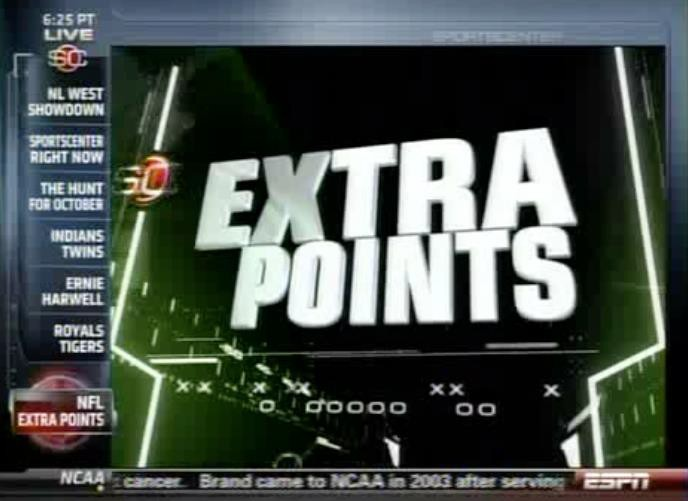 6:25 PT
LIVE
SC
SPORTSCENTER
NL WEST
SHOWDOWN
SPORTSCENTER
RIGHT NOW
THE HUNT
FOR OCTOBER
INDIANS
TWINS
ERNIE
HARWELL
ROYALS
TIGERS
NFL
EXTRA POINTS
SC
EXTRA
POINTS
X X X X X X X X
O O O O O O O O
NCAA cancer. Brand came to NCAA in 2003 after serving ESPN